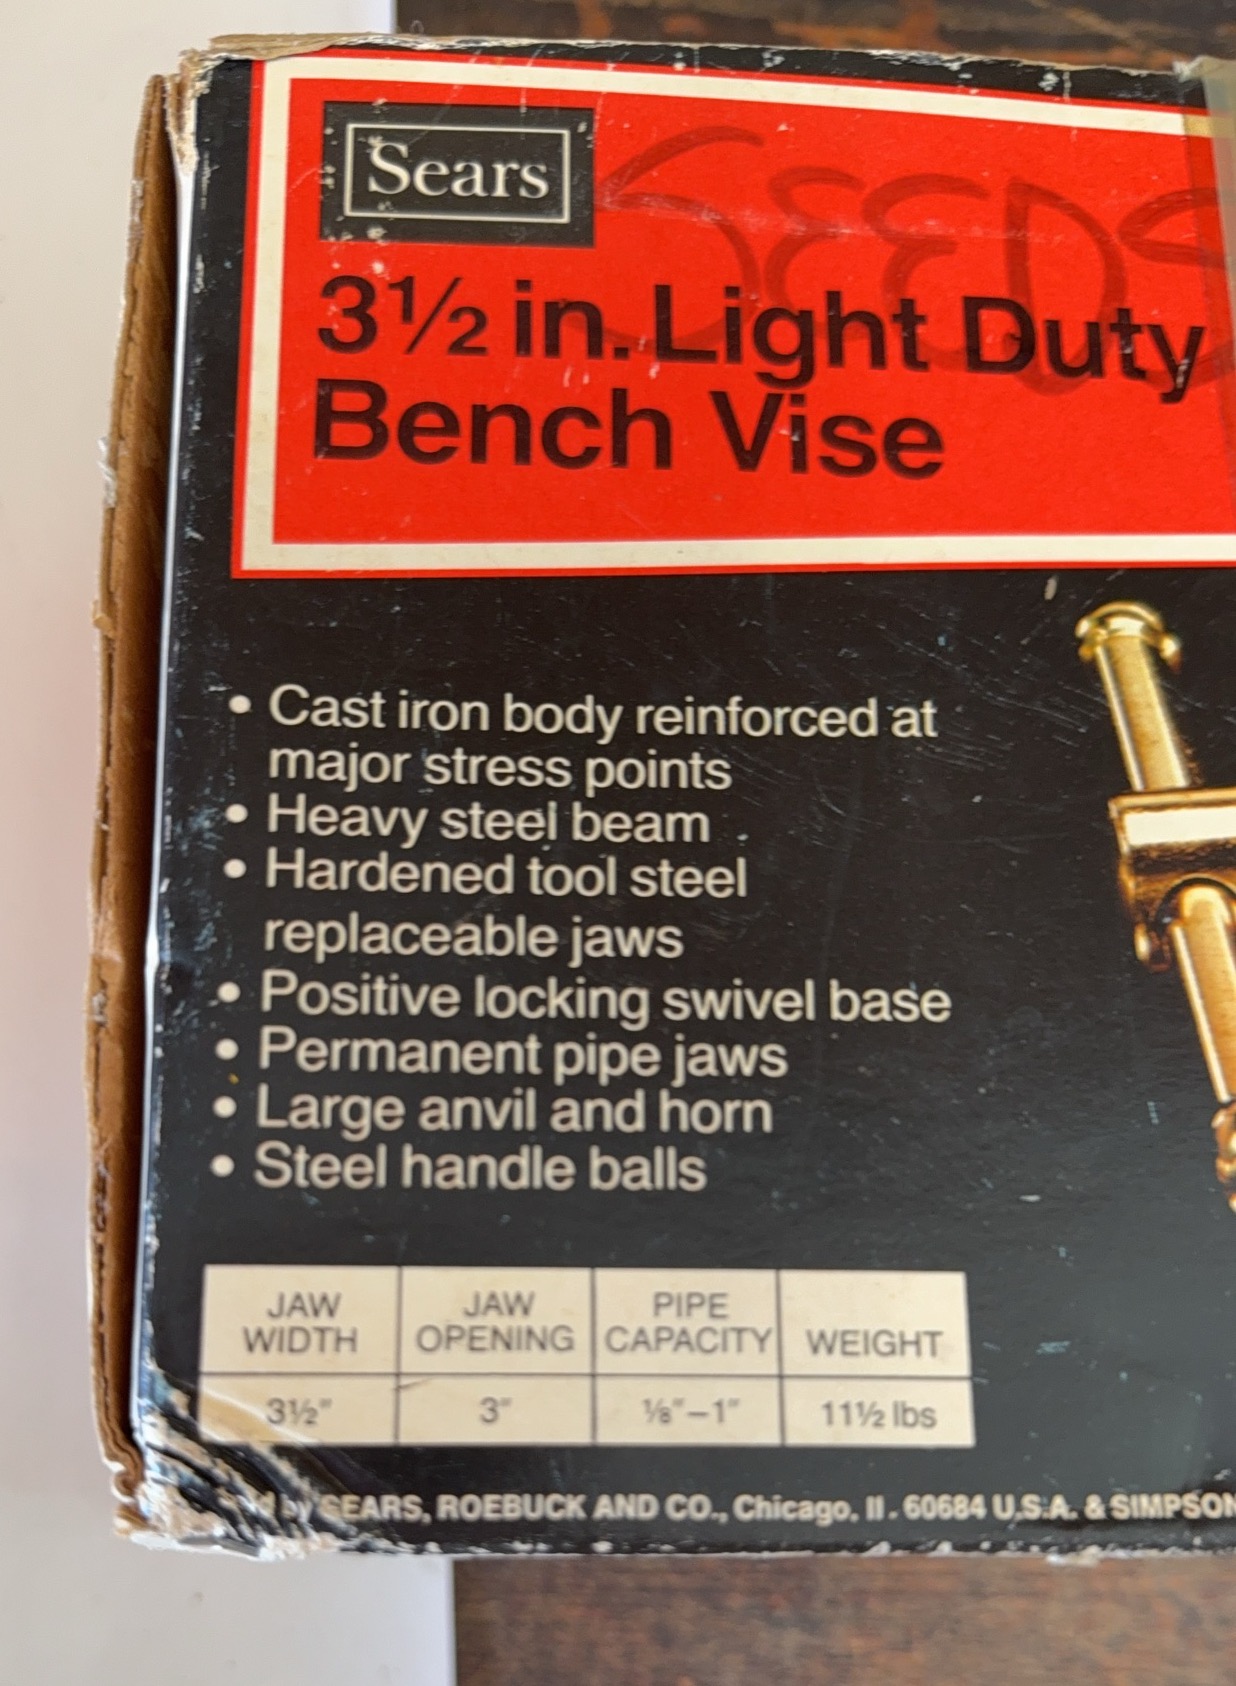 Sears
SEEDS
3½ in. Light Duty
Bench Vise
• Cast iron body reinforced at
major stress points
• Heavy steel beam
• Hardened tool steel
replaceable jaws
• Positive locking swivel base
• Permanent pipe jaws
• Large anvil and horn
• Steel handle balls
JAW WIDTH JAW OPENING PIPE CAPACITY WEIGHT
3½" 3" ⅛"–1" 11½ lbs
by SEARS, ROEBUCK AND CO., Chicago, Il. 60684 U.S.A. & SIMPSON